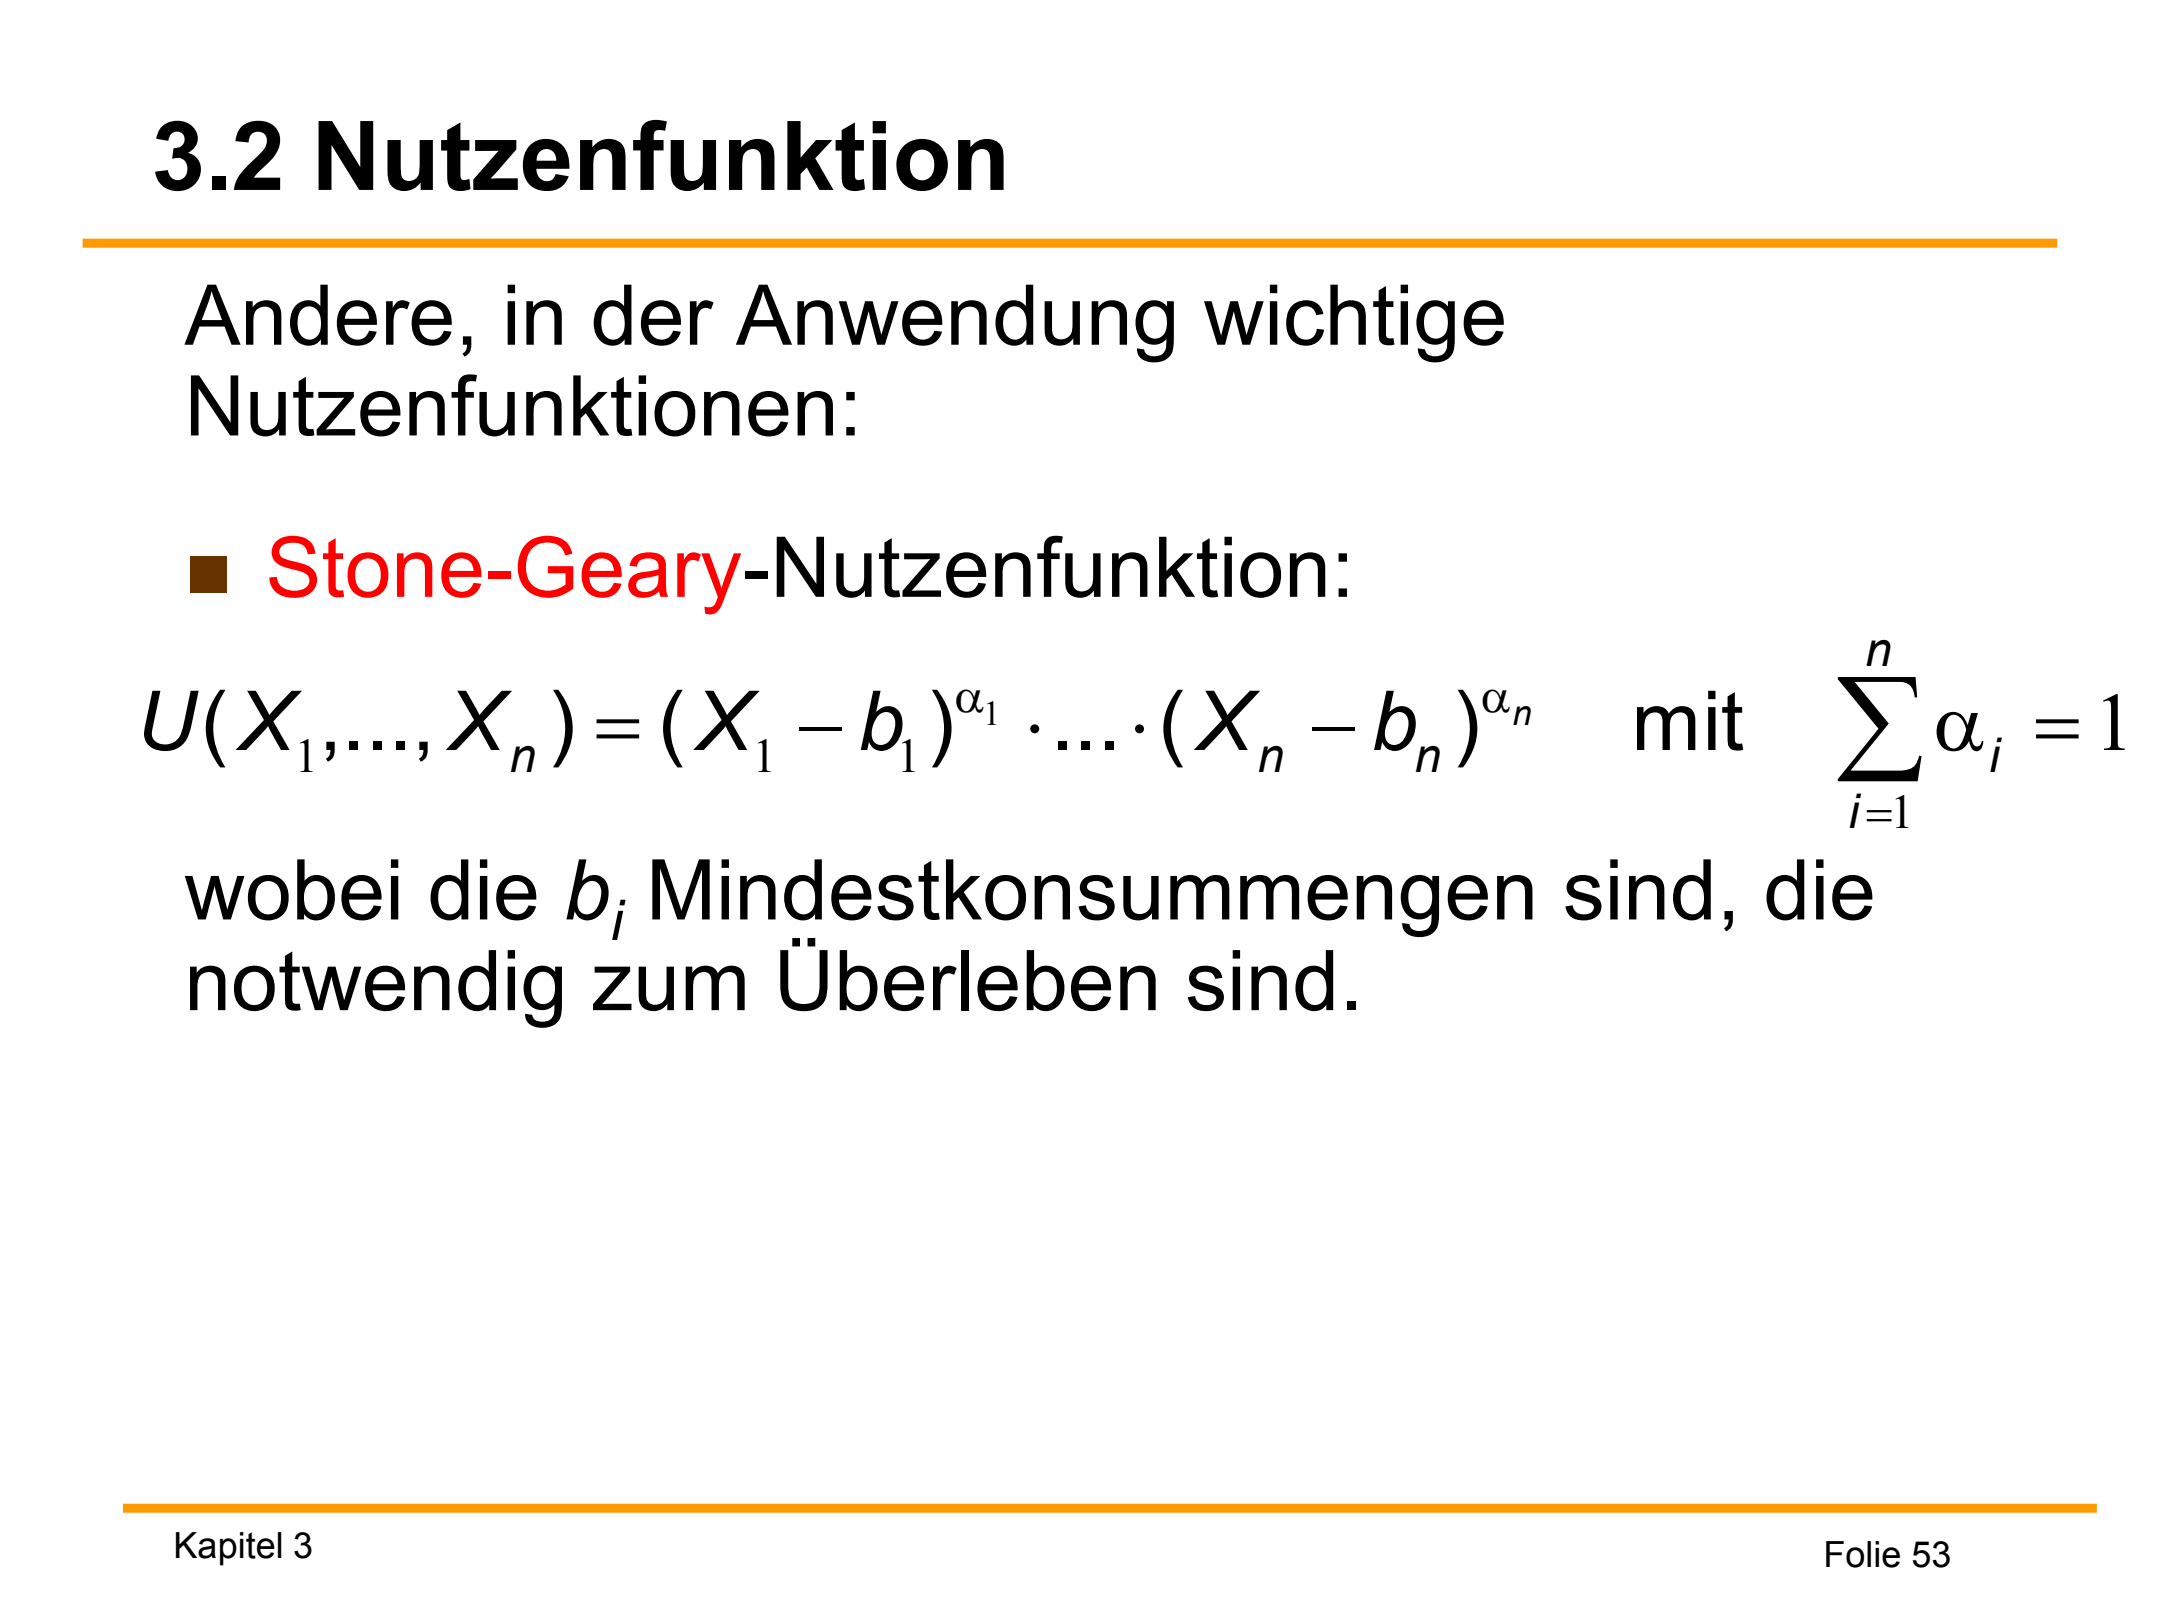 3.2 Nutzenfunktion
Andere, in der Anwendung wichtige
Nutzenfunktionen:
■ Stone-Geary-Nutzenfunktion:
$U(X_1,...,X_n) = (X_1 - b_1)^{\alpha_1} \cdot ... \cdot (X_n - b_n)^{\alpha_n}$ mit $\sum_{i=1}^{n} \alpha_i = 1$
wobei die $b_i$ Mindestkonsummengen sind, die
notwendig zum Überleben sind.
Kapitel 3
Folie 53